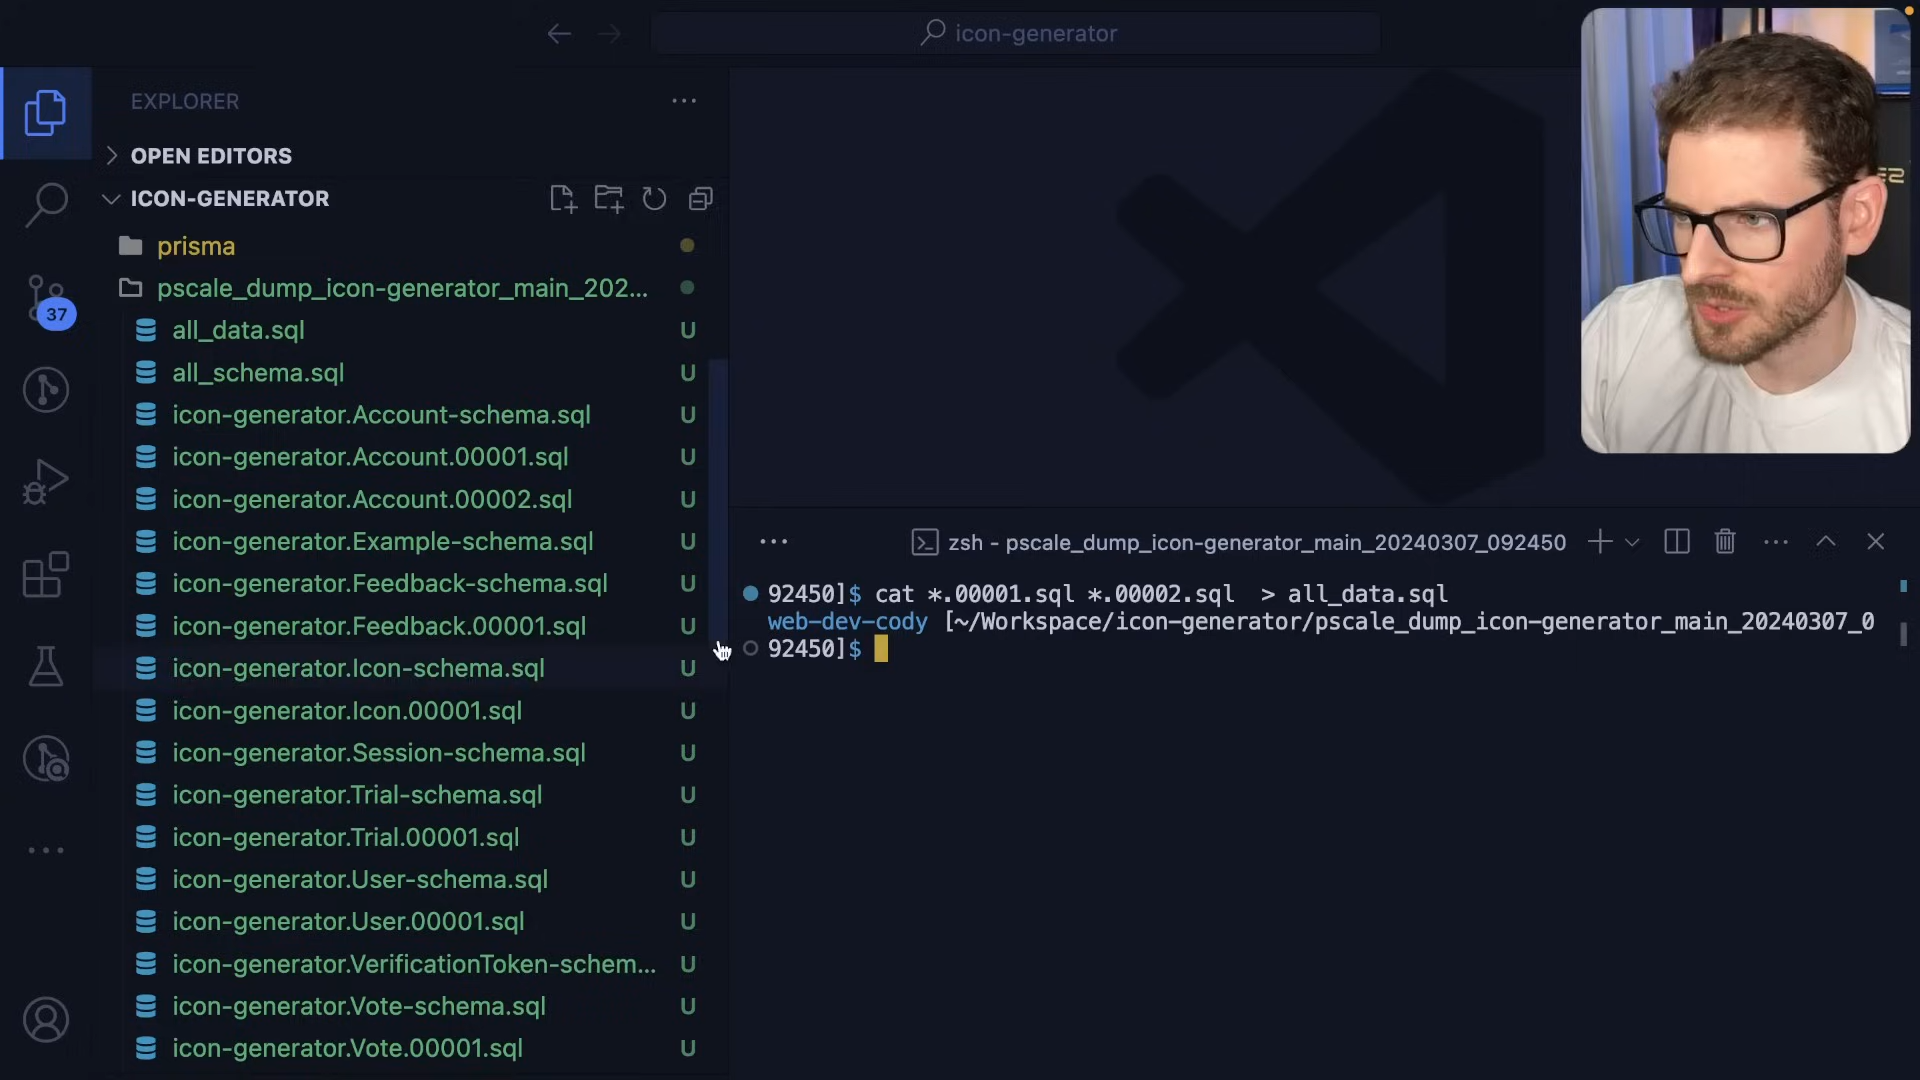 icon-generator
EXPLORER
OPEN EDITORS
ICON-GENERATOR
prisma
pscale_dump_icon-generator_main_202...
all_data.sql U
all_schema.sql U
icon-generator.Account-schema.sql U
icon-generator.Account.00001.sql U
icon-generator.Account.00002.sql U
icon-generator.Example-schema.sql U
icon-generator.Feedback-schema.sql U
icon-generator.Feedback.00001.sql U
icon-generator.Icon-schema.sql U
icon-generator.Icon.00001.sql U
icon-generator.Session-schema.sql U
icon-generator.Trial-schema.sql U
icon-generator.Trial.00001.sql U
icon-generator.User-schema.sql U
icon-generator.User.00001.sql U
icon-generator.VerificationToken-schem... U
icon-generator.Vote-schema.sql U
icon-generator.Vote.00001.sql U
37
zsh - pscale_dump_icon-generator_main_20240307_092450
92450]$ cat *.00001.sql *.00002.sql  > all_data.sql
web-dev-cody [~/Workspace/icon-generator/pscale_dump_icon-generator_main_20240307_0
92450]$